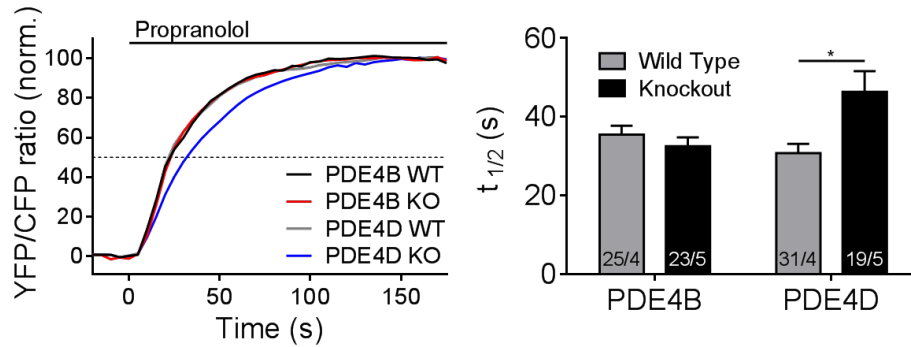 Propranolol
YFP/CFP ratio (norm.)
100
80
60
40
20
0
PDE4B WT
PDE4B KO
PDE4D WT
PDE4D KO
0
50
100
150
Time (s)
t 1/2 (s)
60
40
20
0
Wild Type
Knockout
*
25/4
23/5
31/4
19/5
PDE4B
PDE4D